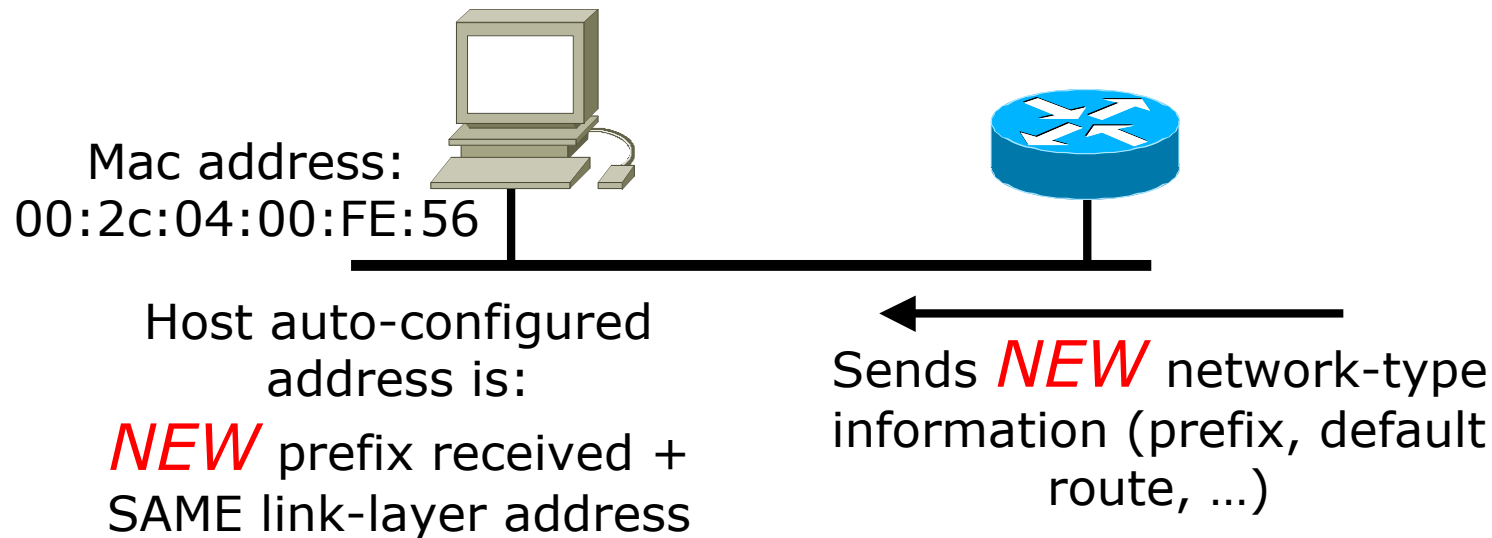 Mac address:
00:2c:04:00:FE:56
Host auto-configured
address is:
NEW prefix received +
SAME link-layer address
Sends NEW network-type
information (prefix, default
route, …)